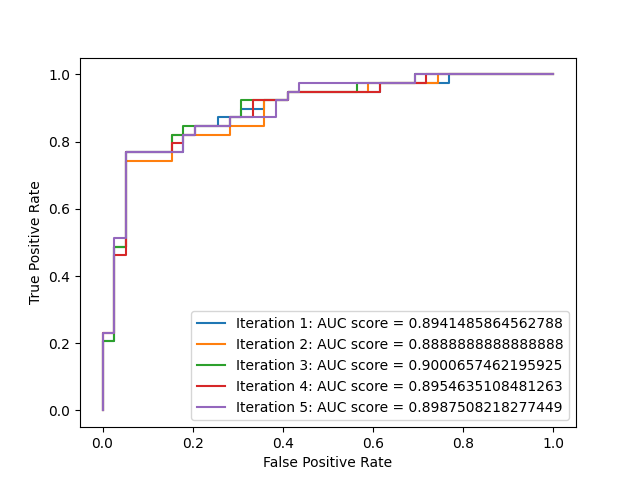 1.0
0.8
0.6
0.4
0.2
0.0
True Positive Rate
Iteration 1: AUC score = 0.8941485864562788
Iteration 2: AUC score = 0.8888888888888888
Iteration 3: AUC score = 0.9000657462195925
Iteration 4: AUC score = 0.8954635108481263
Iteration 5: AUC score = 0.8987508218277449
0.0 0.2 0.4 0.6 0.8 1.0
False Positive Rate